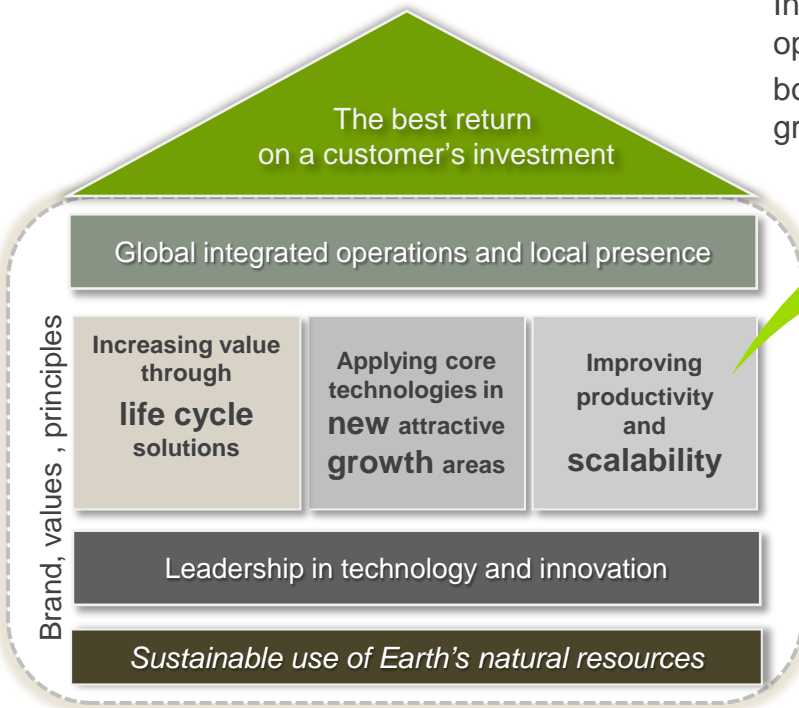 The best return
on a customer’s investment
Global integrated operations and local presence
Brand, values , principles
Increasing value
through
life cycle
solutions
Applying core
technologies in
new attractive
growth areas
Improving
productivity
and
scalability
Leadership in technology and innovation
Sustainable use of Earth’s natural resources